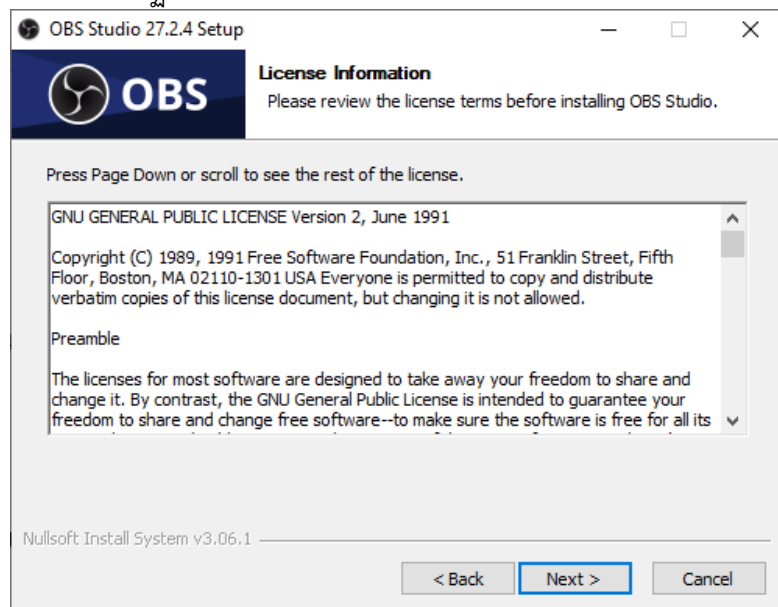 OBS Studio 27.2.4 Setup
OBS
License Information
Please review the license terms before installing OBS Studio.
Press Page Down or scroll to see the rest of the license.
GNU GENERAL PUBLIC LICENSE Version 2, June 1991
Copyright (C) 1989, 1991 Free Software Foundation, Inc., 51 Franklin Street, Fifth
Floor, Boston, MA 02110-1301 USA Everyone is permitted to copy and distribute
verbatim copies of this license document, but changing it is not allowed.
Preamble
The licenses for most software are designed to take away your freedom to share and
change it. By contrast, the GNU General Public License is intended to guarantee your
freedom to share and change free software--to make sure the software is free for all its
Nullsoft Install System v3.06.1
< Back
Next >
Cancel